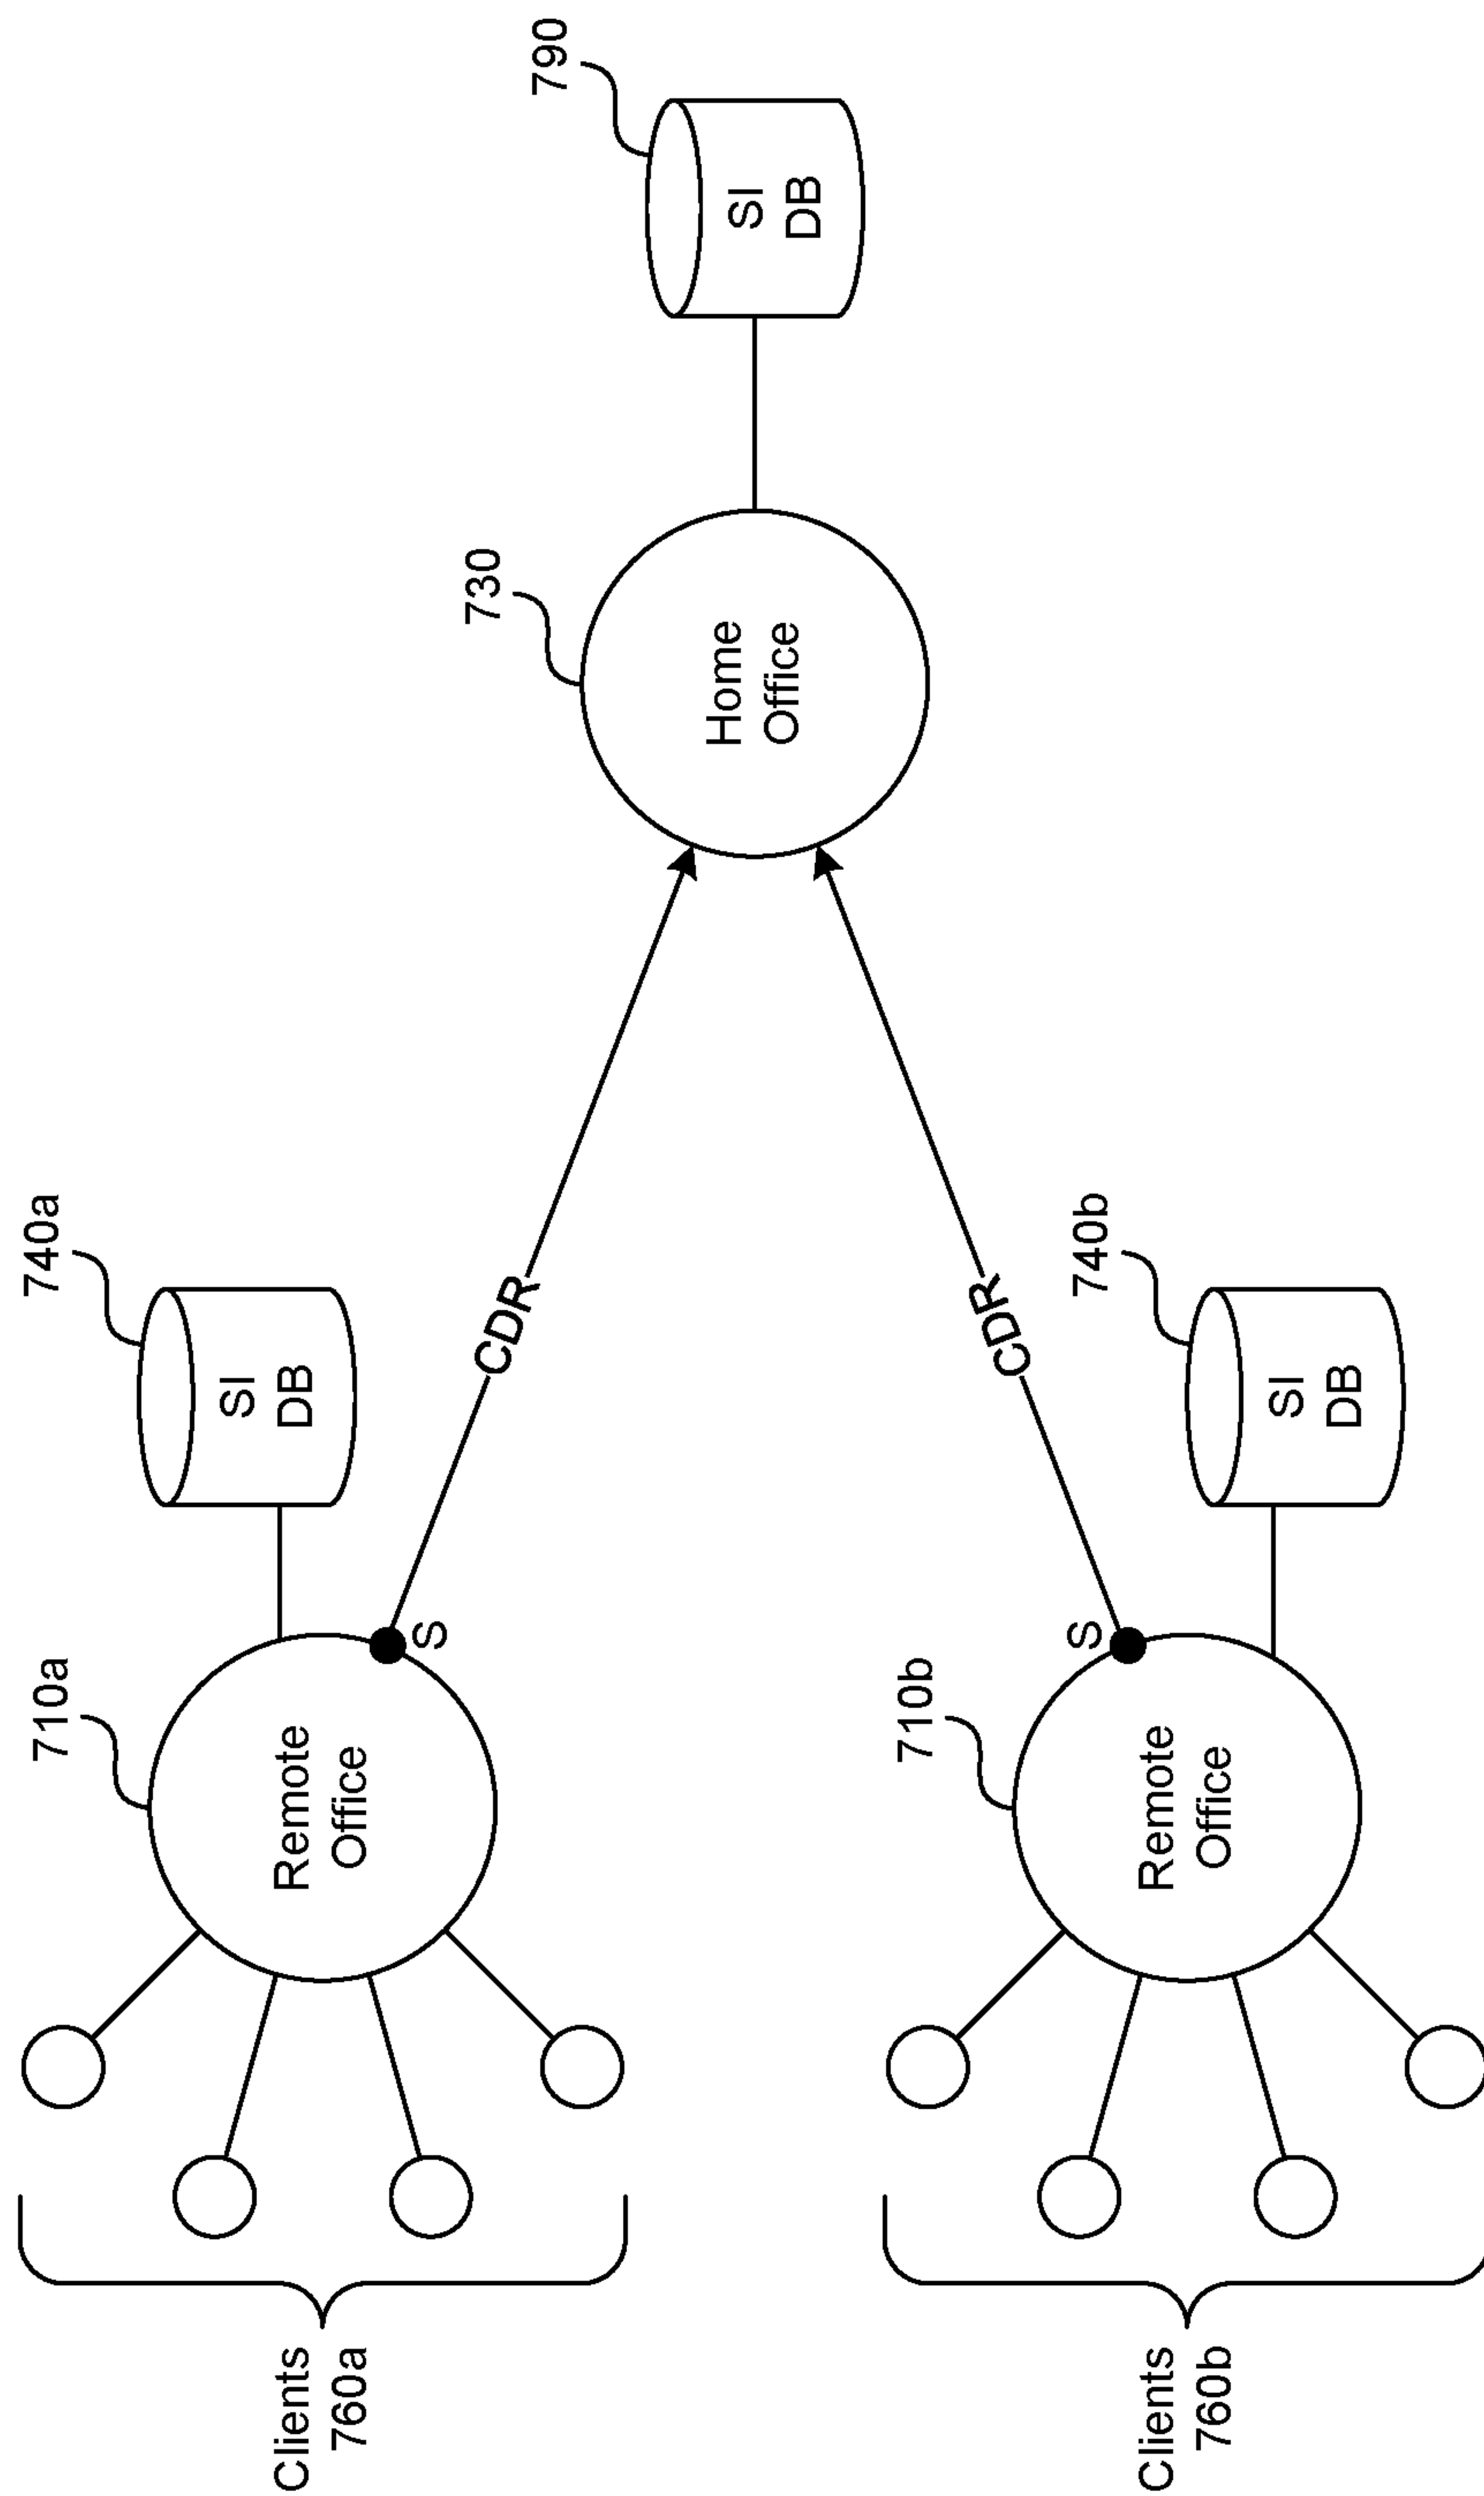 Clients
760a
710a
Remote
Office
S
740a
SI
DB
CDR
730
Home
Office
790
SI
DB
Clients
760b
710b
Remote
Office
S
740b
SI
DB
CDR